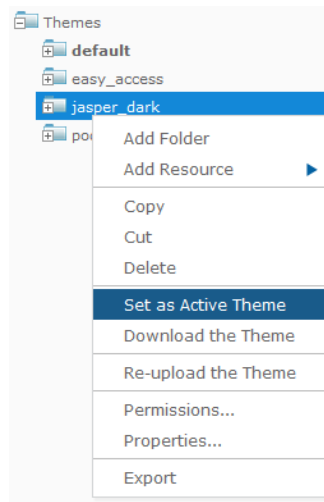 Themes
default
easy_access
jasper_dark
Add Folder
Add Resource
Copy
Cut
Delete
Set as Active Theme
Download the Theme
Re-upload the Theme
Permissions...
Properties...
Export